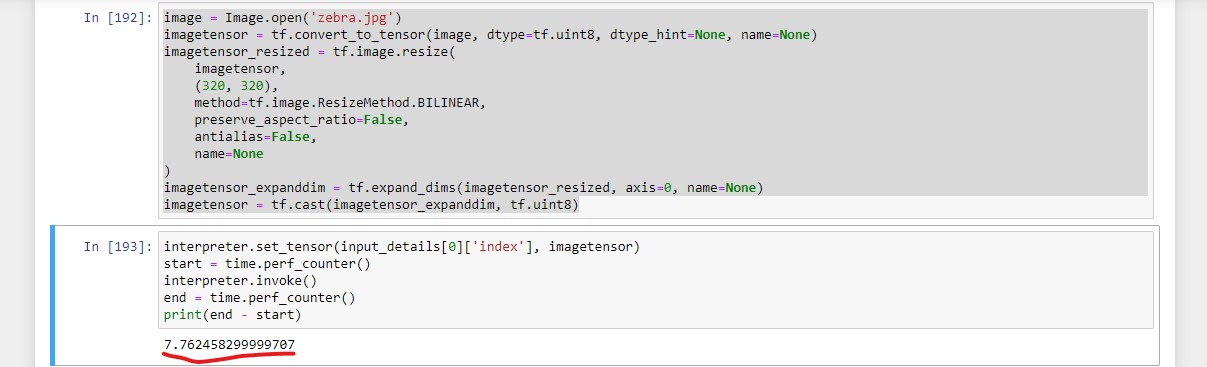 In [192]: image = Image.open('zebra.jpg')
imagetensor = tf.convert_to_tensor(image, dtype=tf.uint8, dtype_hint=None, name=None)
imagetensor_resized = tf.image.resize(
    imagetensor,
    (320, 320),
    method=tf.image.ResizeMethod.BILINEAR,
    preserve_aspect_ratio=False,
    antialias=False,
    name=None
)
imagetensor_expanddim = tf.expand_dims(imagetensor_resized, axis=0, name=None)
imagetensor = tf.cast(imagetensor_expanddim, tf.uint8)
In [193]: interpreter.set_tensor(input_details[0]['index'], imagetensor)
start = time.perf_counter()
interpreter.invoke()
end = time.perf_counter()
print(end - start)
7.762458299999707